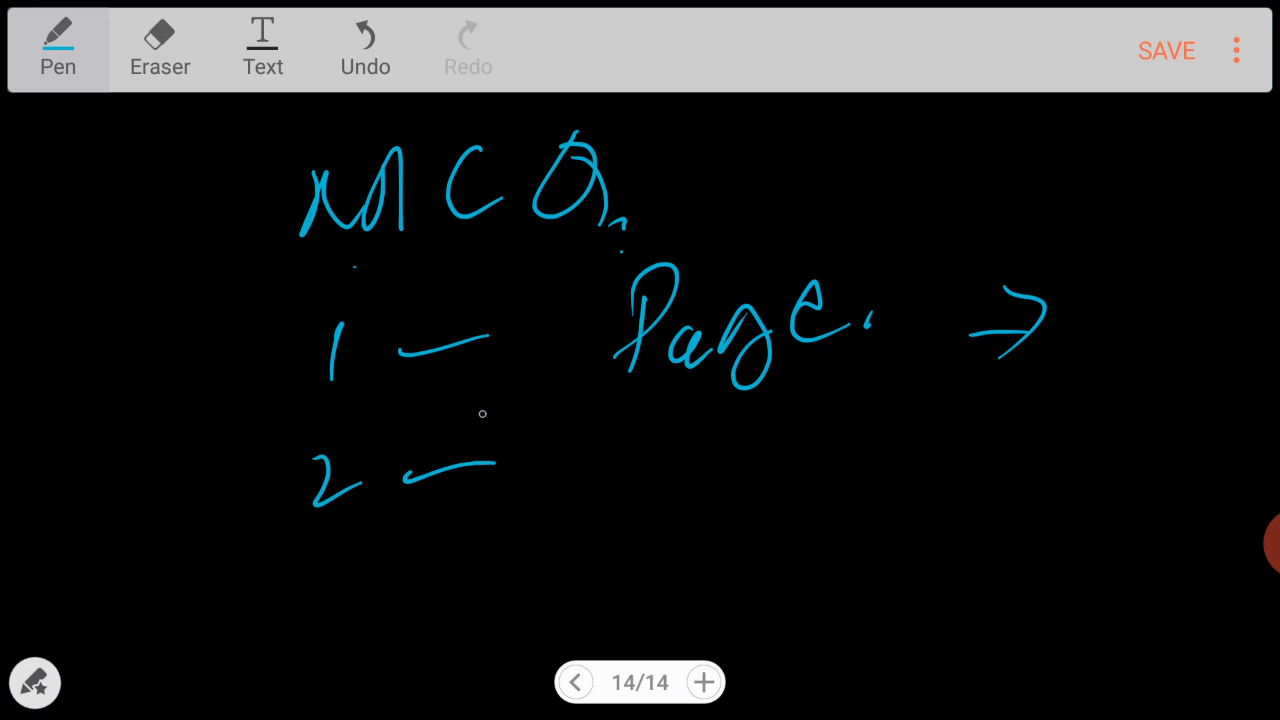 Pen Eraser Text Undo Redo SAVE
MCQ
1 — Page. →
2 —
14/14